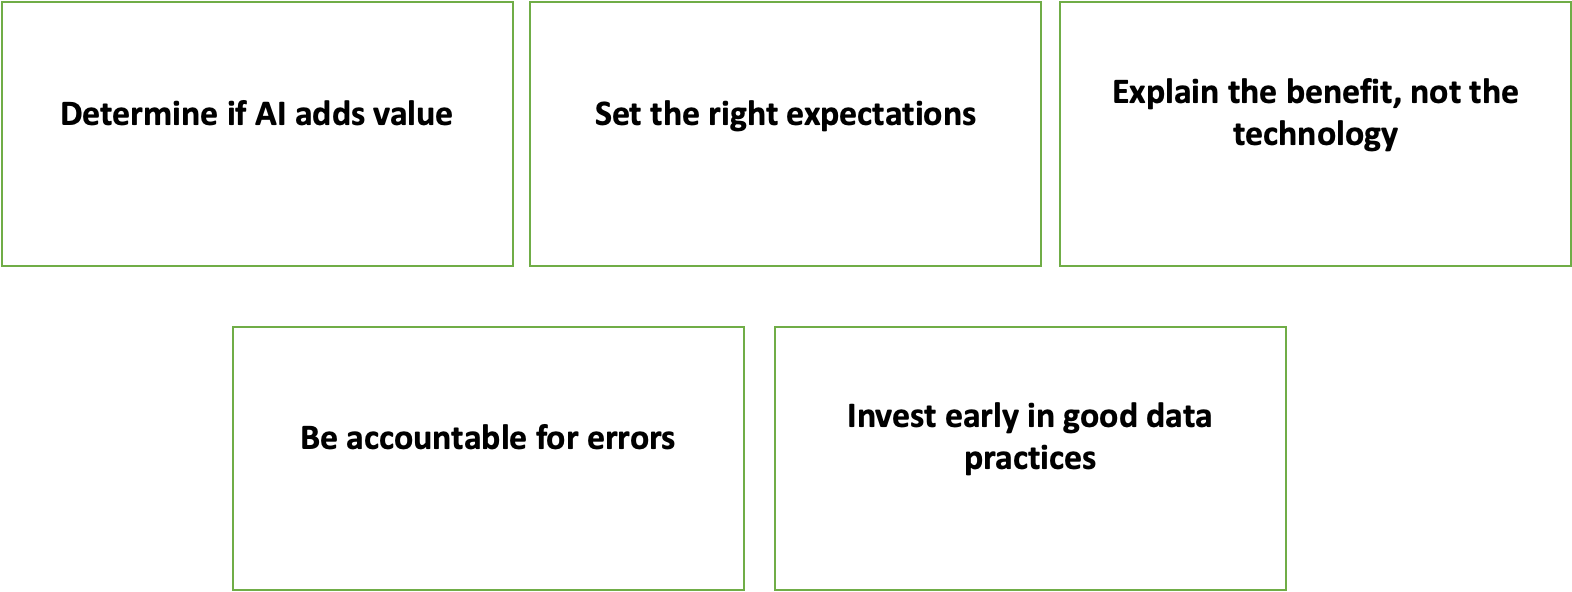 Determine if AI adds value
Set the right expectations
Explain the benefit, not the
technology
Be accountable for errors
Invest early in good data
practices